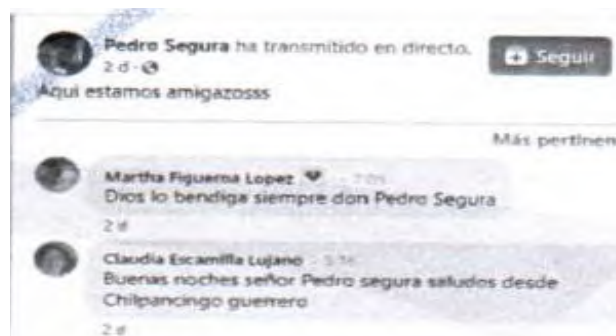 Pedro Segura ha transmitido en directo.
Seguir
2 d
Aqui estamos amigazosss
Más pertinen
Martha Figueroa Lopez
Dios lo bendiga siempre don Pedro Segura
2 d
Claudia Escamilla Lujano
Buenas noches señor Pedro segura saludos desde
Chilpancingo guerrero
2 d